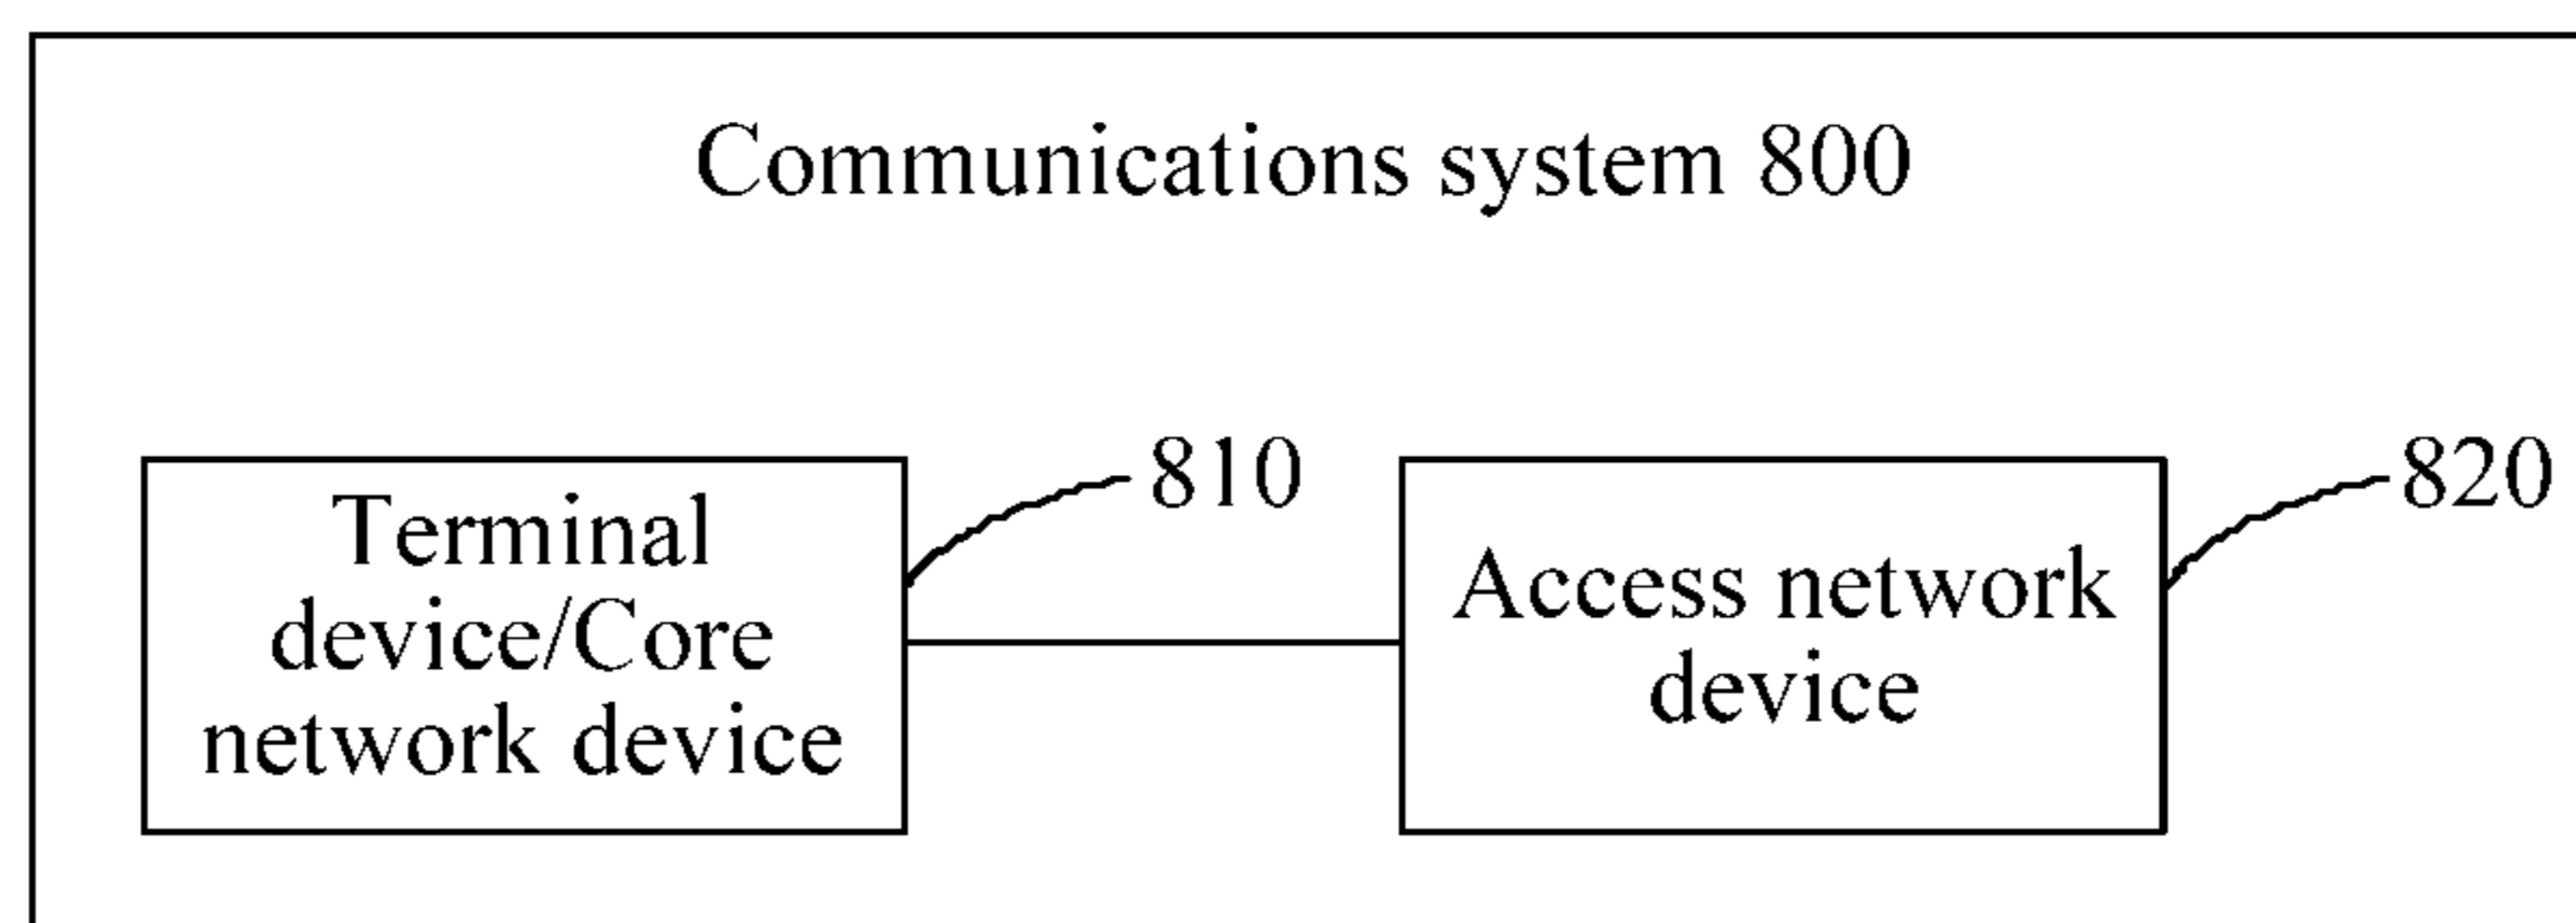 Communications system 800
810
820
Terminal
device/Core
network device
Access network
device